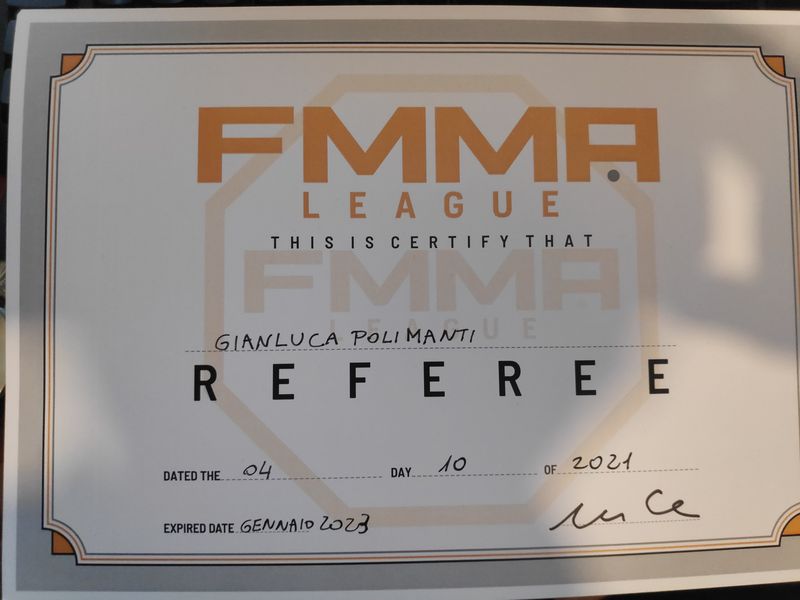 FMMA
LEAGUE
THIS IS CERTIFY THAT
FMMA
LEAGUE
GIANLUCA POLIMANTI
REFEREE
DATED THE 04 DAY 10 OF 2021
EXPIRED DATE GENNAIO 2023